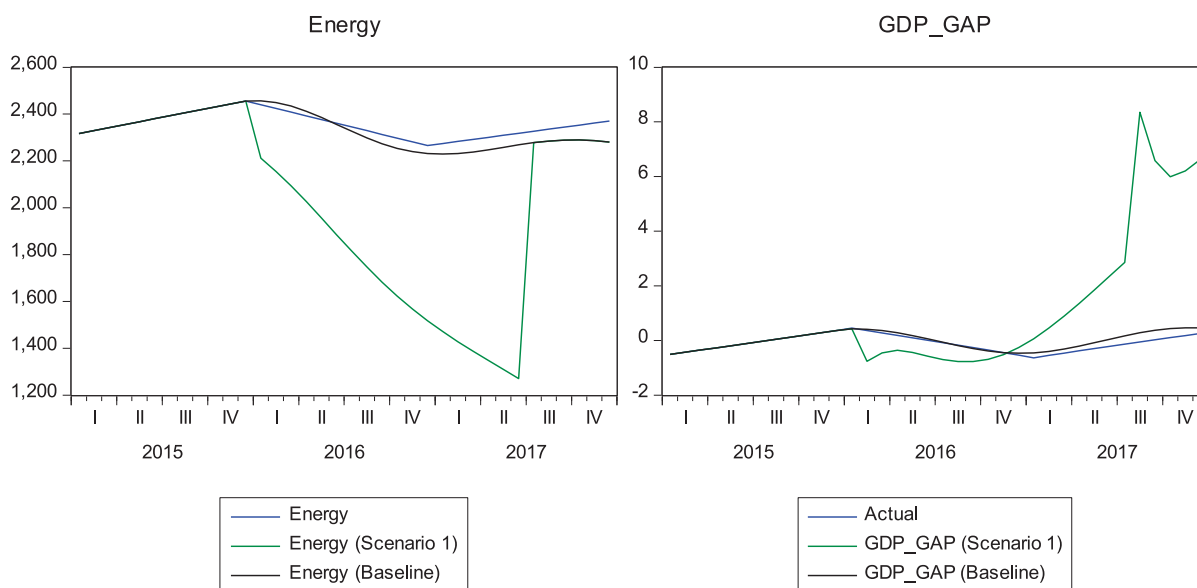 Energy
2,600
2,400
2,200
2,000
1,800
1,600
1,400
1,200
I II III IV I II III IV I II III IV
2015 2016 2017
Energy
Energy (Scenario 1)
Energy (Baseline)
GDP_GAP
10
8
6
4
2
0
-2
I II III IV I II III IV I II III IV
2015 2016 2017
Actual
GDP_GAP (Scenario 1)
GDP_GAP (Baseline)